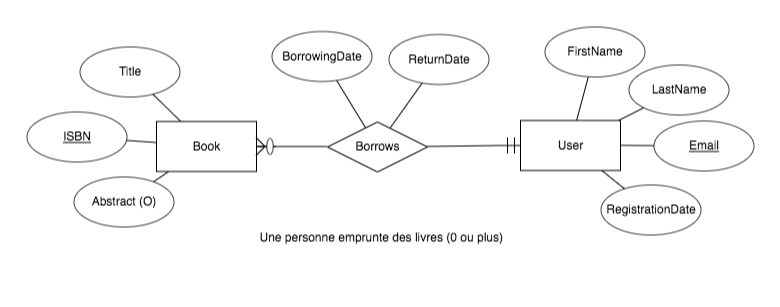 FirstName
BorrowingDate
ReturnDate
Title
LastName
ISBN
Book
Borrows
User
Email
Abstract (O)
RegistrationDate
Une personne emprunte des livres (0 ou plus)